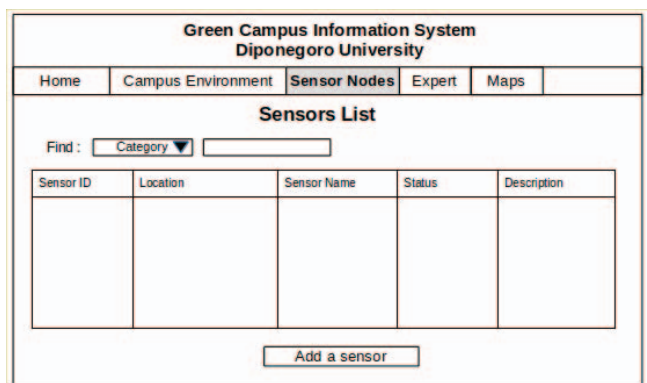 Green Campus Information System
Diponegoro University
Home Campus Environment Sensor Nodes Expert Maps
Sensors List
Find : Category
Sensor ID Location Sensor Name Status Description
Add a sensor